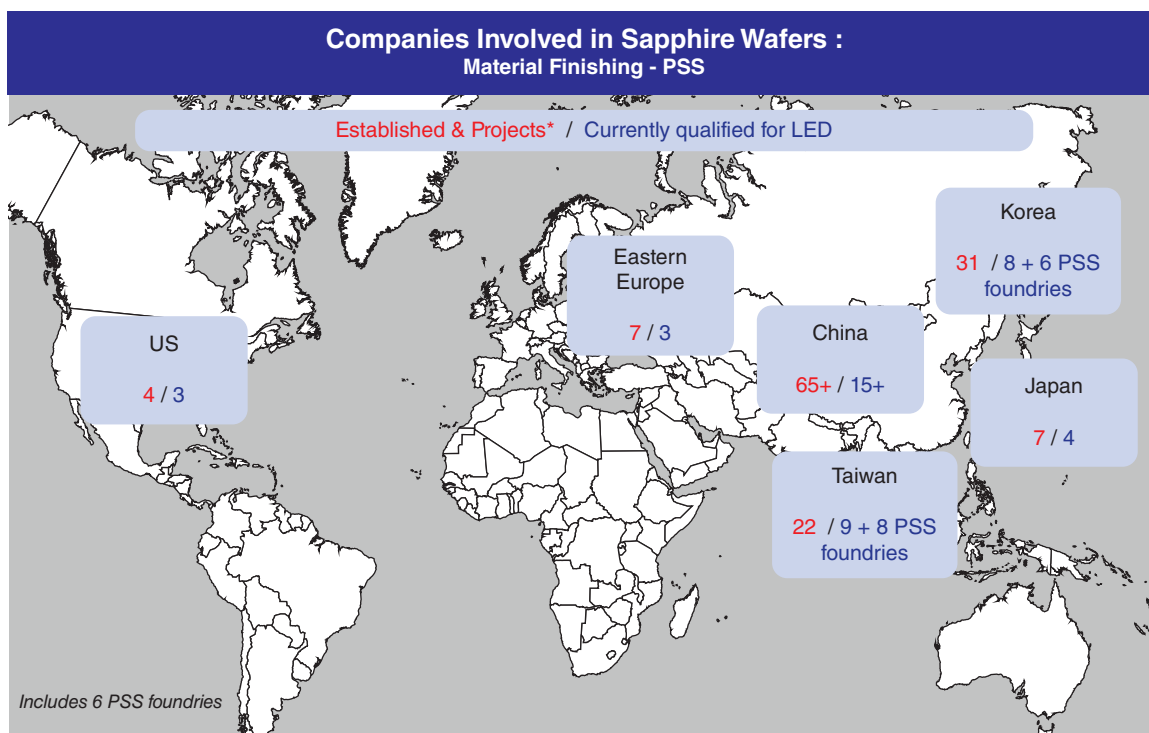 Companies Involved in Sapphire Wafers :
Material Finishing - PSS
Established & Projects* / Currently qualified for LED
Korea
31 / 8 + 6 PSS
foundries
Eastern
Europe
7 / 3
US
4 / 3
China
65+ / 15+
Japan
7 / 4
Taiwan
22 / 9 + 8 PSS
foundries
Includes 6 PSS foundries